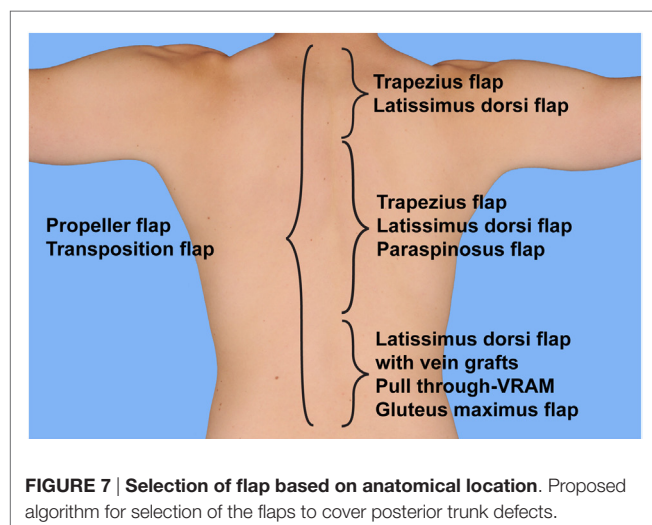 Trapezius flap
Latissimus dorsi flap
Propeller flap
Transposition flap
Trapezius flap
Latissimus dorsi flap
Paraspinosus flap
Latissimus dorsi flap
with vein grafts
Pull through-VRAM
Gluteus maximus flap
FIGURE 7 | Selection of flap based on anatomical location. Proposed
algorithm for selection of the flaps to cover posterior trunk defects.